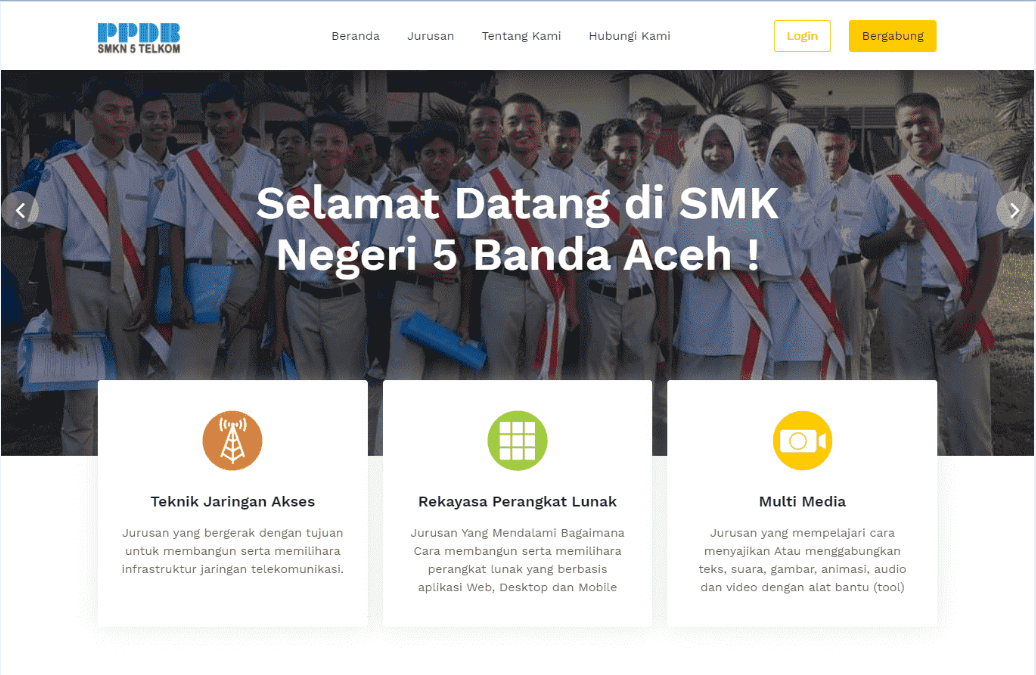 PPDB
SMKN 5 TELKOM
Beranda
Jurusan
Tentang Kami
Hubungi Kami
Login
Bergabung
Selamat Datang di SMK
Negeri 5 Banda Aceh !
Teknik Jaringan Akses
Jurusan yang bergerak dengan tujuan
untuk membangun serta memilihara
infrastruktur jaringan telekomunikasi.
Rekayasa Perangkat Lunak
Jurusan Yang Mendalami Bagaimana
Cara membangun serta memilihara
perangkat lunak yang berbasis
aplikasi Web, Desktop dan Mobile
Multi Media
Jurusan yang mempelajari cara
menyajikan Atau menggabungkan
teks, suara, gambar, animasi, audio
dan video dengan alat bantu (tool)